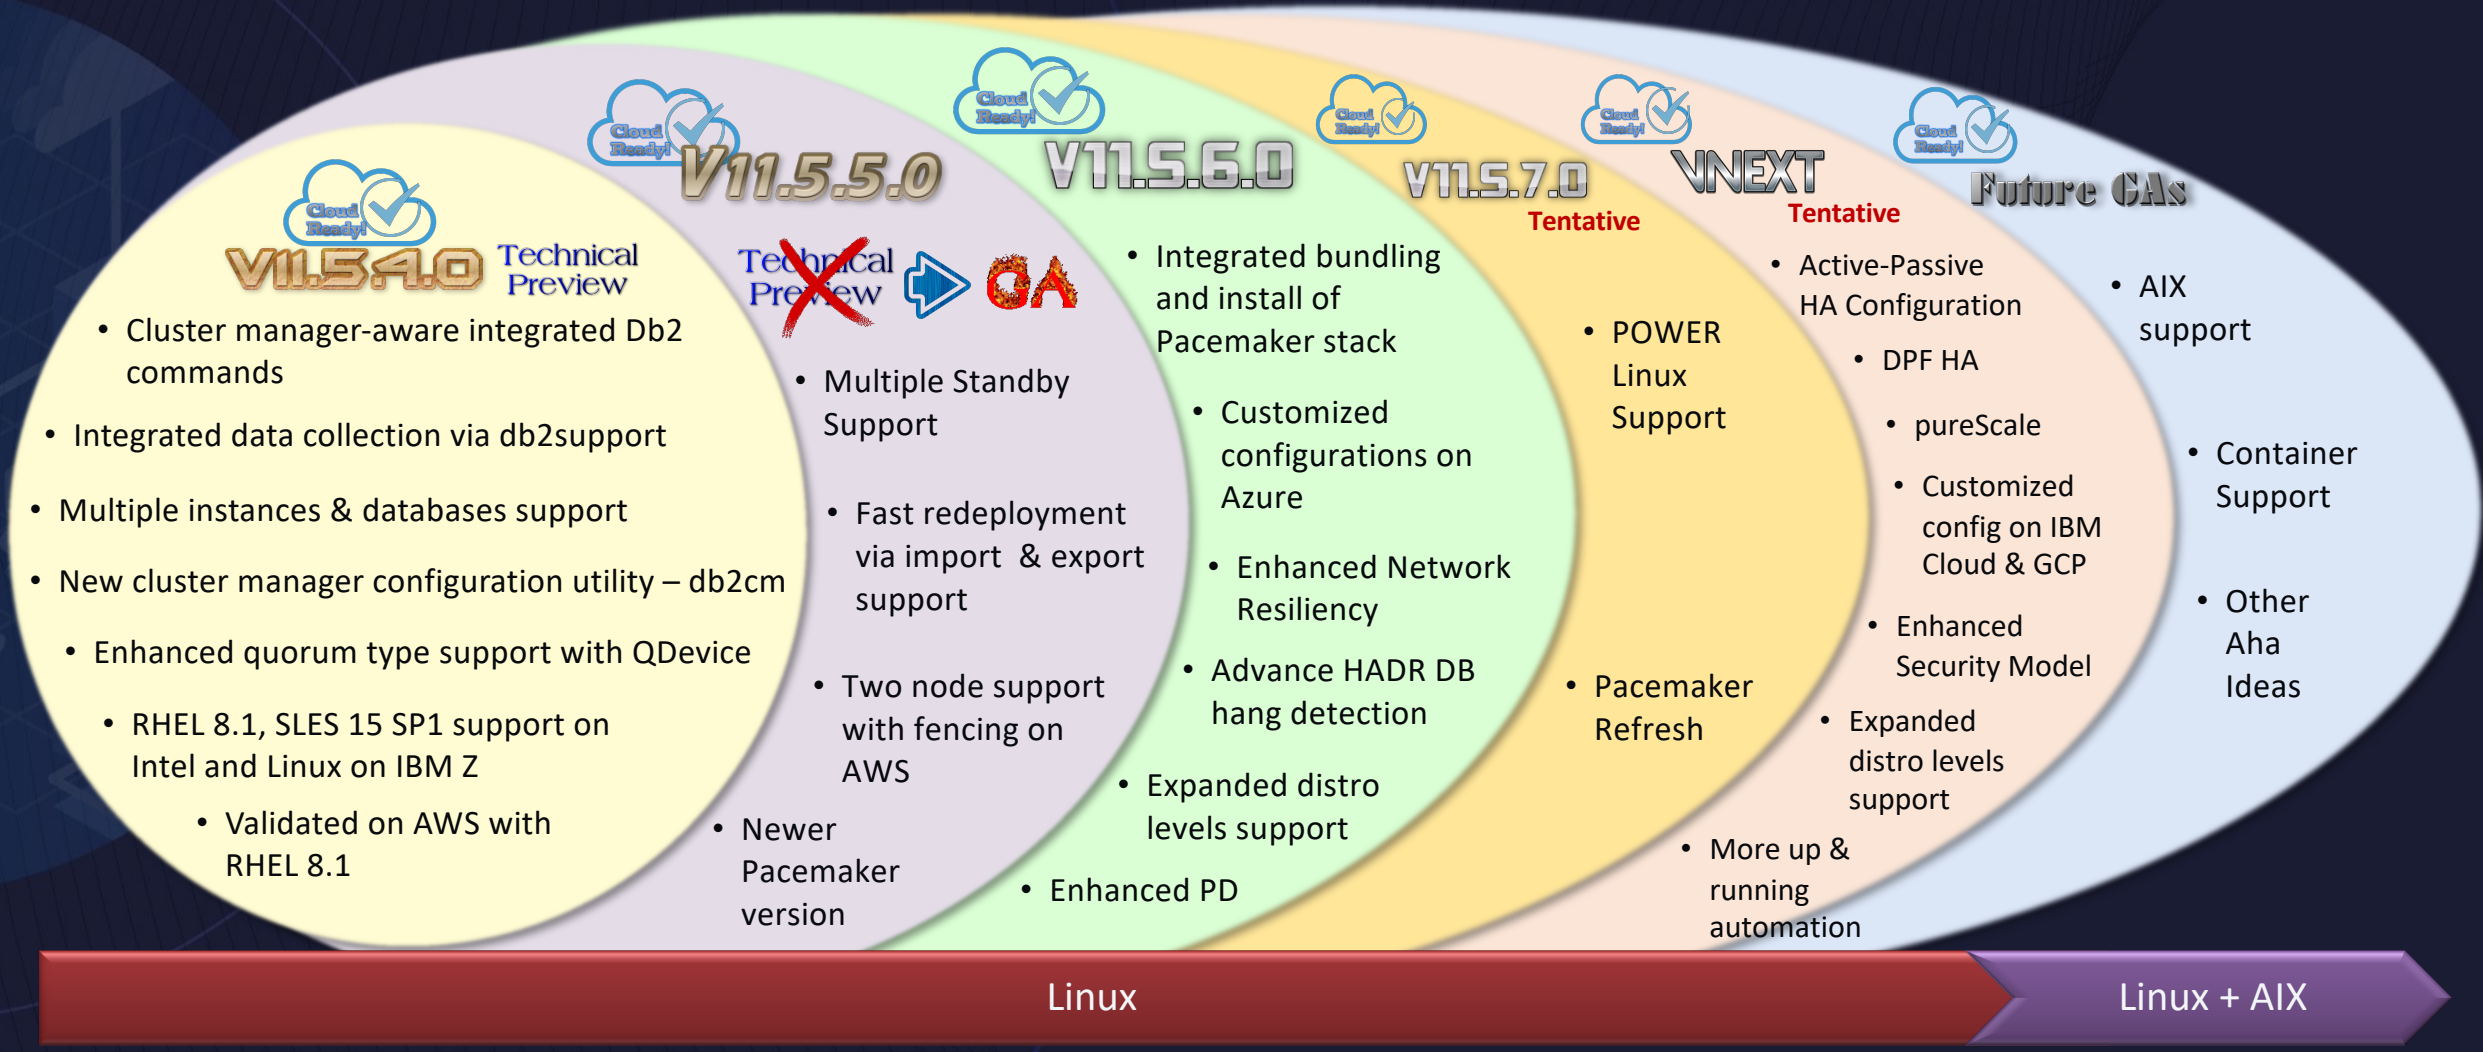 Cloud
Ready!
V11.5.4.0
Technical
Preview
• Cluster manager-aware integrated Db2
commands
• Integrated data collection via db2support
• Multiple instances & databases support
• New cluster manager configuration utility – db2cm
• Enhanced quorum type support with QDevice
• RHEL 8.1, SLES 15 SP1 support on
Intel and Linux on IBM Z
• Validated on AWS with
RHEL 8.1
Cloud
Ready!
V11.5.5.0
Technical
Preview
GA
• Multiple Standby
Support
• Fast redeployment
via import & export
support
• Two node support
with fencing on
AWS
• Newer
Pacemaker
version
Cloud
Ready!
V11.5.6.0
• Integrated bundling
and install of
Pacemaker stack
• Customized
configurations on
Azure
• Enhanced Network
Resiliency
• Advance HADR DB
hang detection
• Expanded distro
levels support
• Enhanced PD
Cloud
Ready!
V11.5.7.0
Tentative
• POWER
Linux
Support
• Pacemaker
Refresh
Cloud
Ready!
VNEXT
Tentative
• Active-Passive
HA Configuration
• DPF HA
• pureScale
• Customized
config on IBM
Cloud & GCP
• Enhanced
Security Model
• Expanded
distro levels
support
• More up &
running
automation
Cloud
Ready!
Future GAs
• AIX
support
• Container
Support
• Other
Aha
Ideas
Linux
Linux + AIX